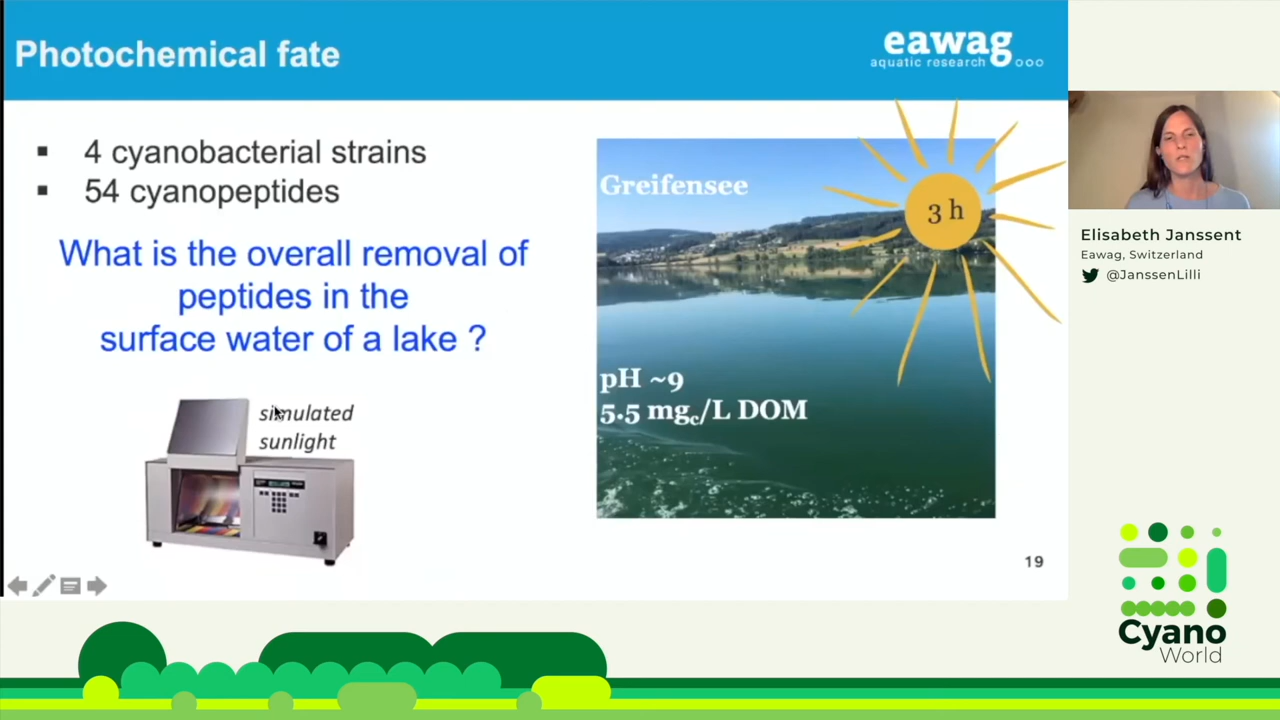 Photochemical fate
eawag
aquatic research
▪ 4 cyanobacterial strains
▪ 54 cyanopeptides
What is the overall removal of
peptides in the
surface water of a lake ?
simulated
sunlight
Greifensee
3 h
pH ~9
5.5 mgc/L DOM
19
Elisabeth Janssent
Eawag, Switzerland
@JanssenLilli
Cyano
World